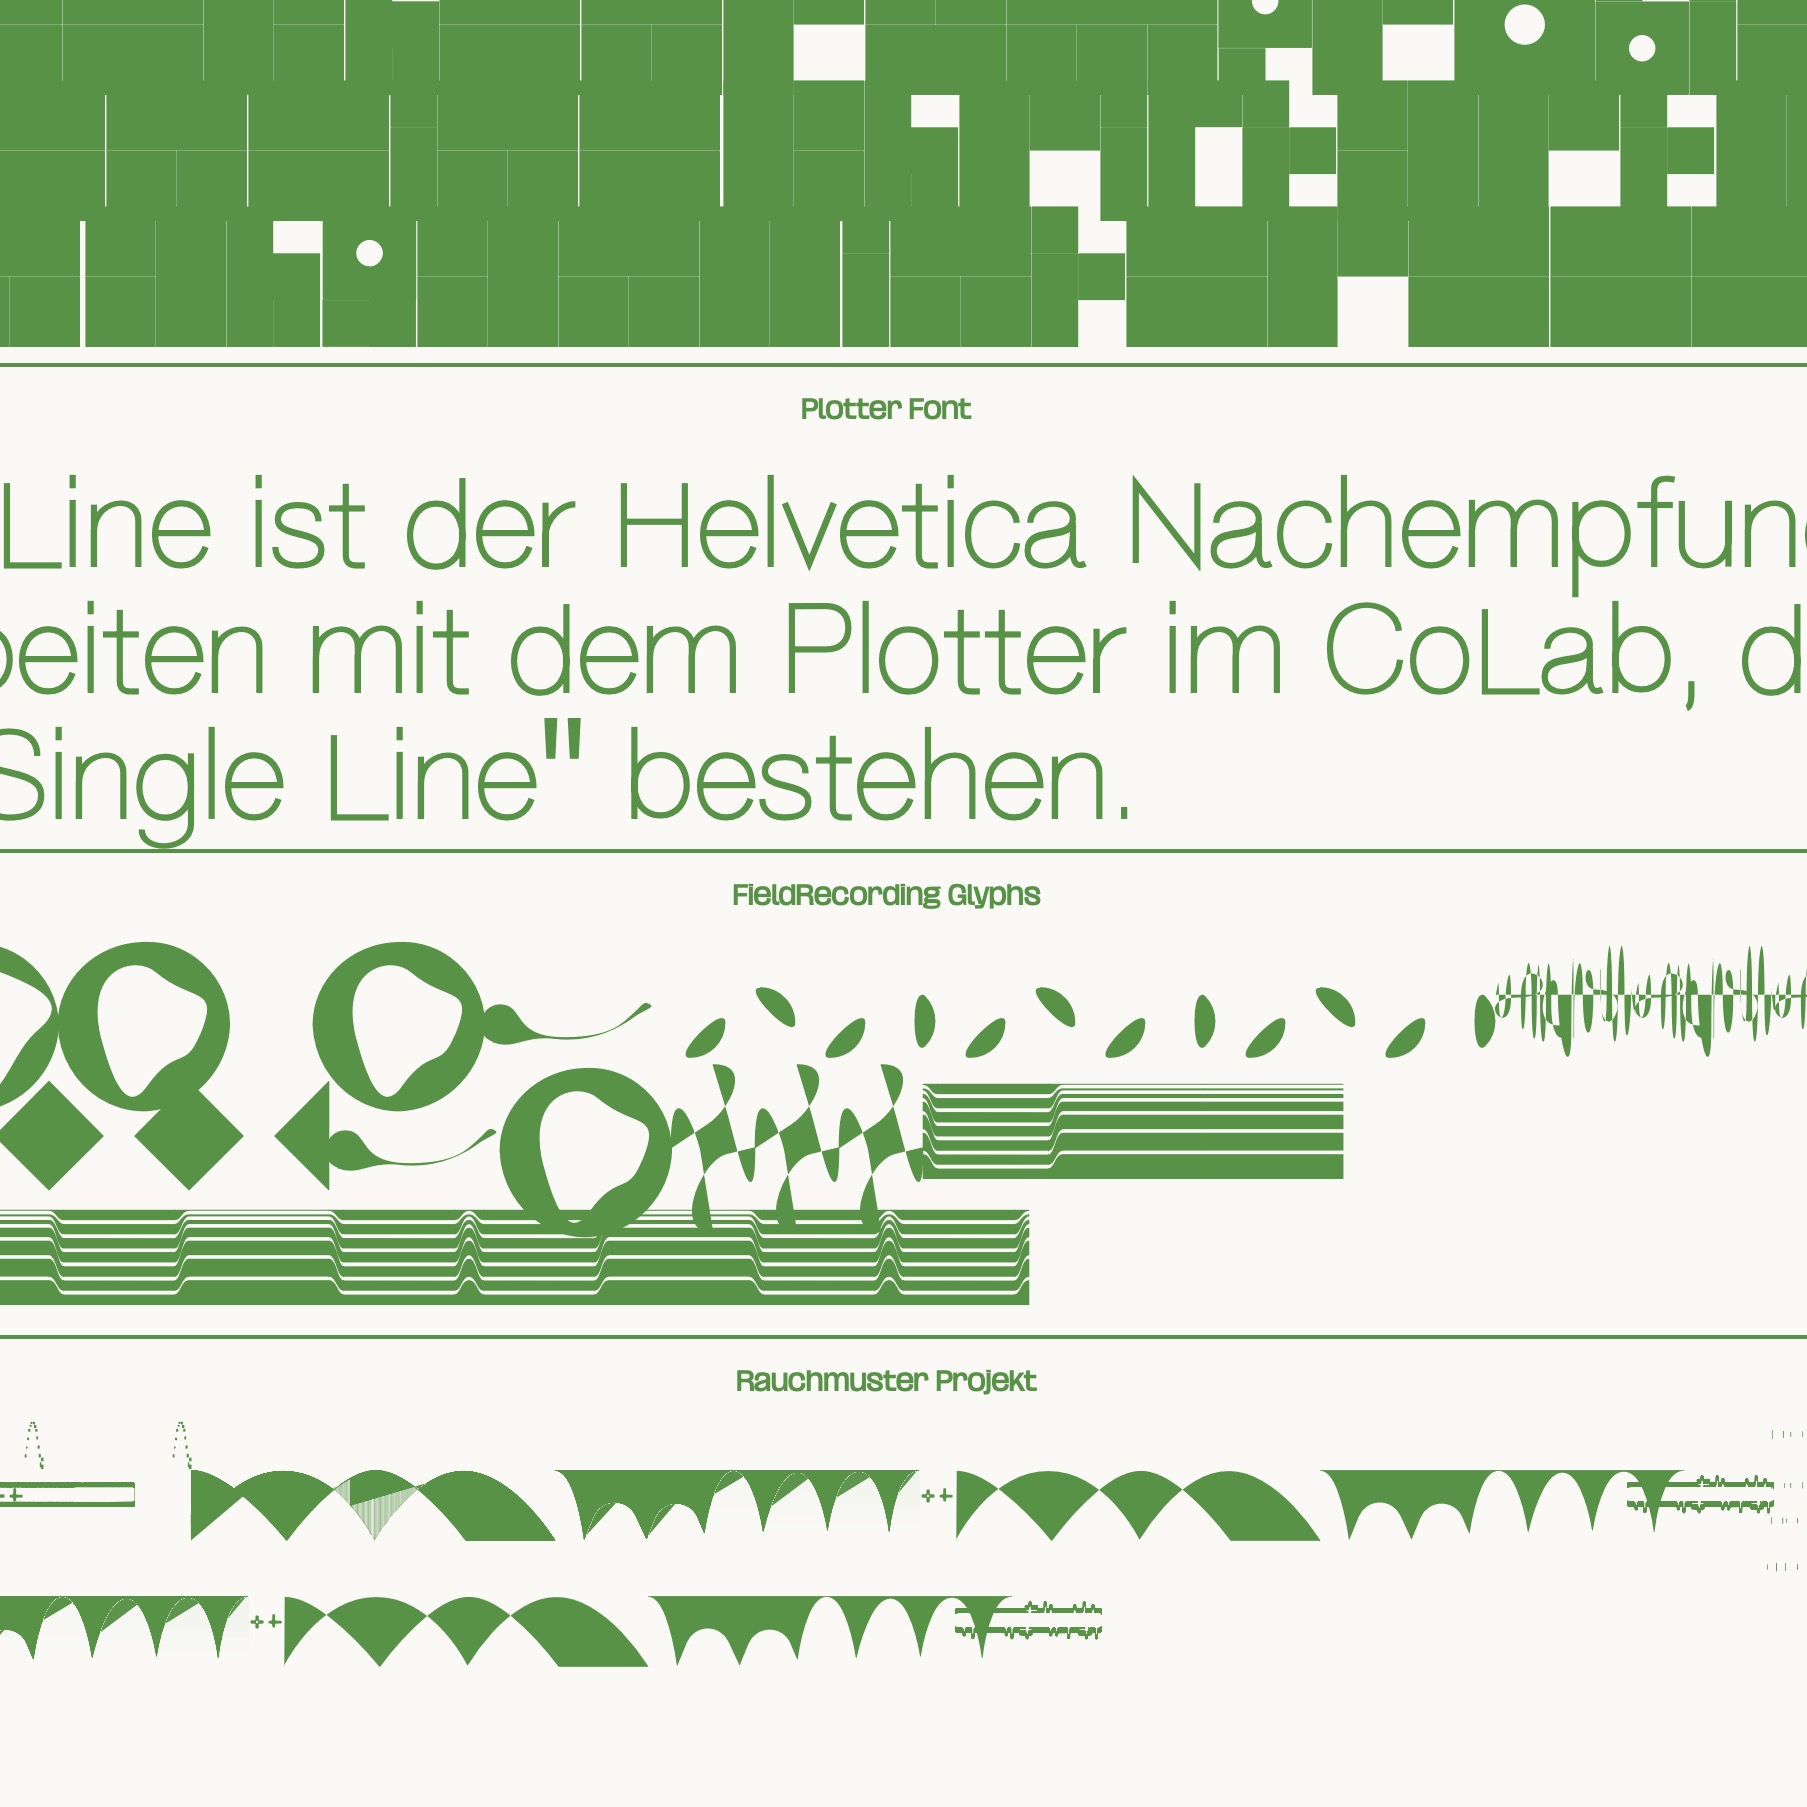 Plotter Font
Line ist der Helvetica Nachempfun
beiten mit dem Plotter im CoLab, d
Single Line" bestehen.
FieldRecording Glyphs
Rauchmuster Projekt